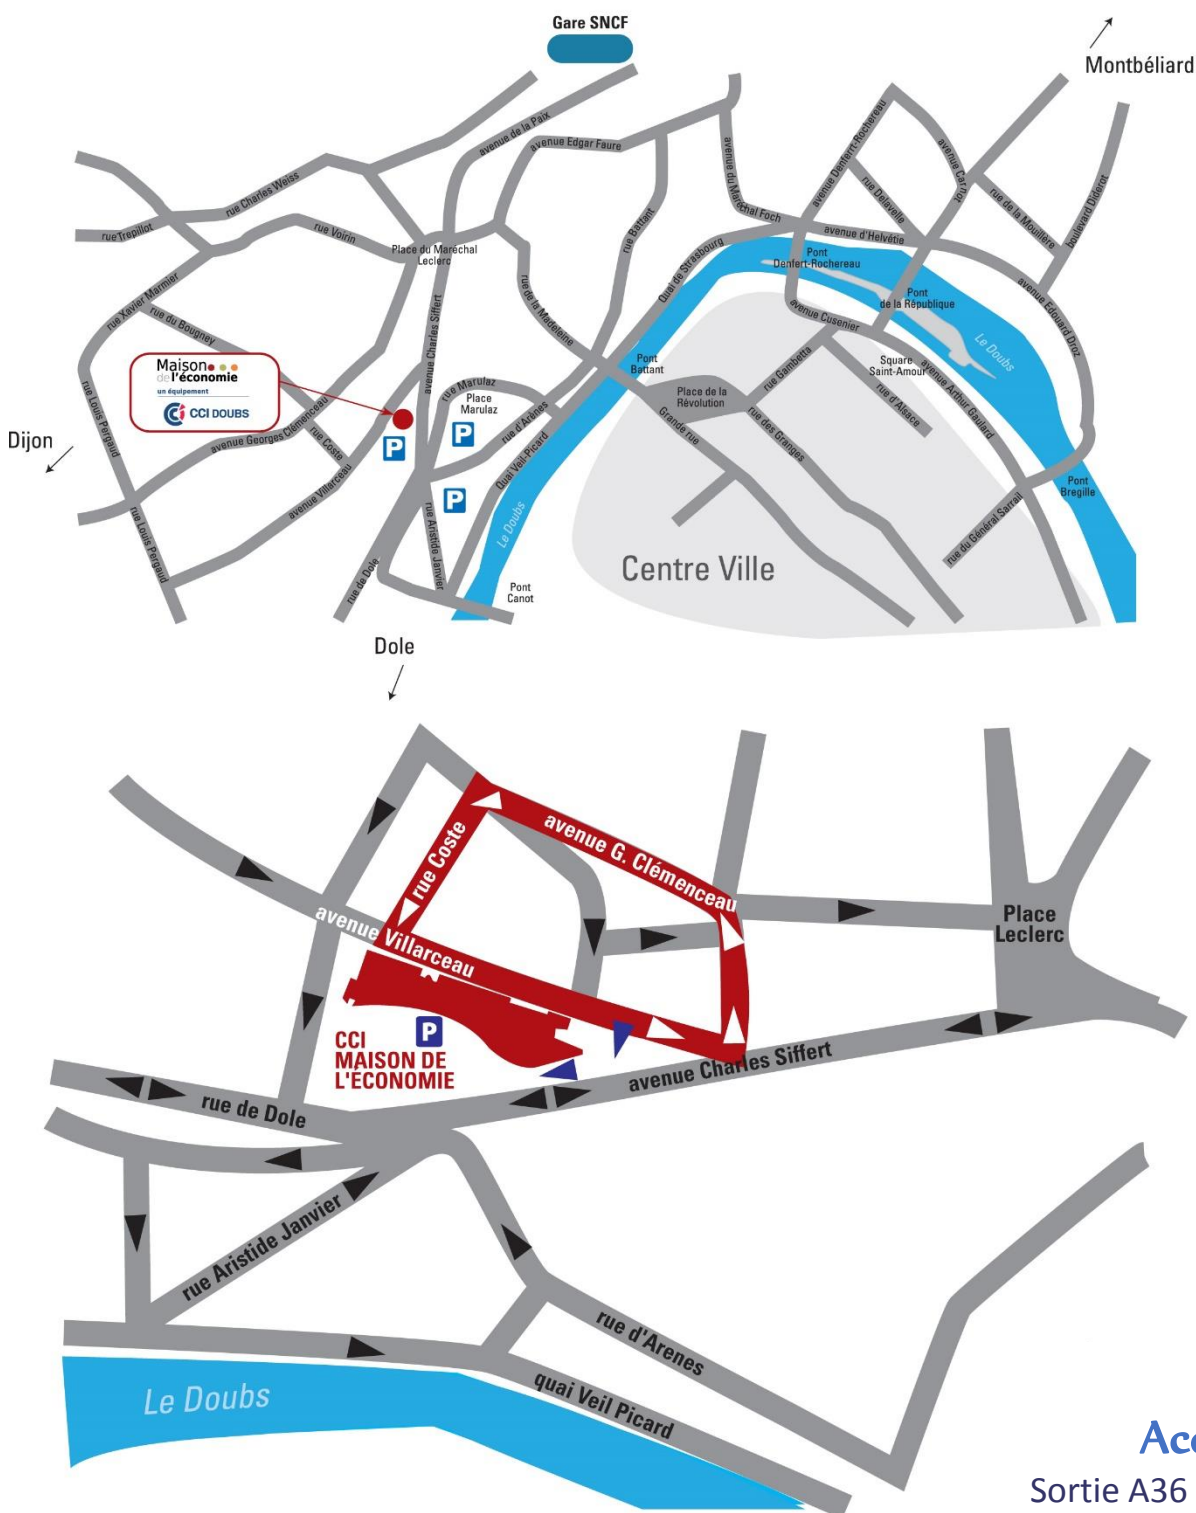 Gare SNCF
Montbéliard
avenue de la Paix
avenue Edgar Faure
avenue Denfert-Rochereau
avenue Carnot
rue Delavelle
rue de la Mouillère
boulevard Diderot
rue Charles Weiss
rue Trepillot
rue Voirin
Place du Maréchal
Leclerc
rue Battant
avenue du Maréchal Foch
avenue d'Helvétie
Quai de Strasbourg
Pont
Denfert-Rochereau
Pont
de la République
avenue Edouard Droz
rue Xavier Marmier
rue du Bougney
avenue Charles Siffert
rue de la Madeleine
avenue Cusenier
Le Doubs
Pont
Battant
rue Gambetta
Square
Saint-Amour
Maison
de l'économie
un équipement
CCI DOUBS
rue Marulaz
Place
Marulaz
Place de la
Révolution
rue d'Alsace
avenue Arthur Gaulard
rue Louis Pergaud
avenue Georges Clémenceau
rue Coste
P
P
rue d'Arènes
Grande rue
rue des Granges
Dijon
avenue Villarceau
Quai Veil-Picard
Pont
Bregille
P
rue Louis Pergaud
rue Aristide Janvier
Le Doubs
rue du Général Sarrail
rue de Dole
Pont
Canot
Centre Ville
Dole
avenue G. Clémenceau
rue Coste
Place
Leclerc
avenue Villarceau
P
CCI
MAISON DE
L'ÉCONOMIE
avenue Charles Siffert
rue de Dole
rue Aristide Janvier
rue d'Arenes
quai Veil Picard
Le Doubs
Sortie A36